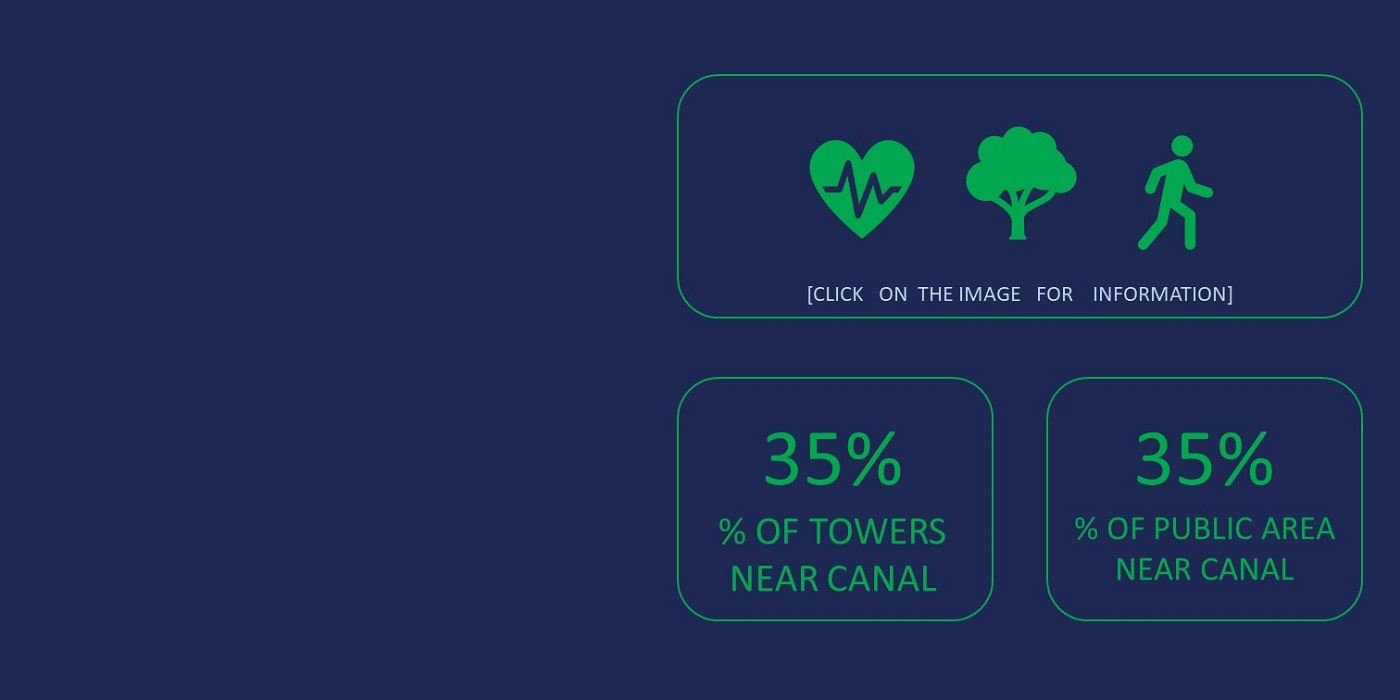 [CLICK ON THE IMAGE FOR INFORMATION]
35%
% OF TOWERS
NEAR CANAL
35%
% OF PUBLIC AREA
NEAR CANAL